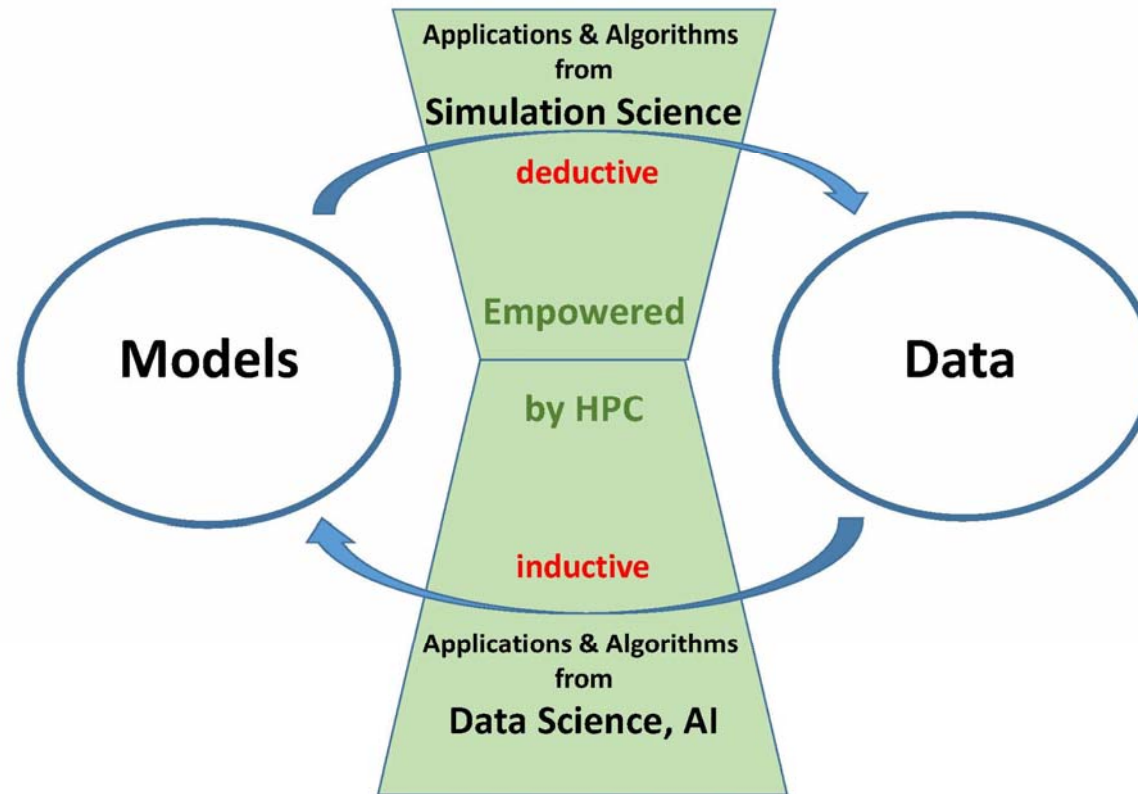 Applications & Algorithms
from
Simulation Science
deductive
Empowered
Models
Data
by HPC
inductive
Applications & Algorithms
from
Data Science, AI